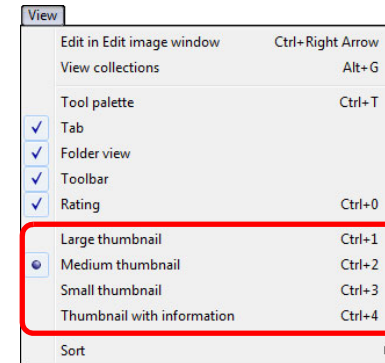 View
Edit in Edit image window Ctrl+Right Arrow
View collections Alt+G
Tool palette Ctrl+T
Tab
Folder view
Toolbar
Rating Ctrl+0
Large thumbnail Ctrl+1
Medium thumbnail Ctrl+2
Small thumbnail Ctrl+3
Thumbnail with information Ctrl+4
Sort